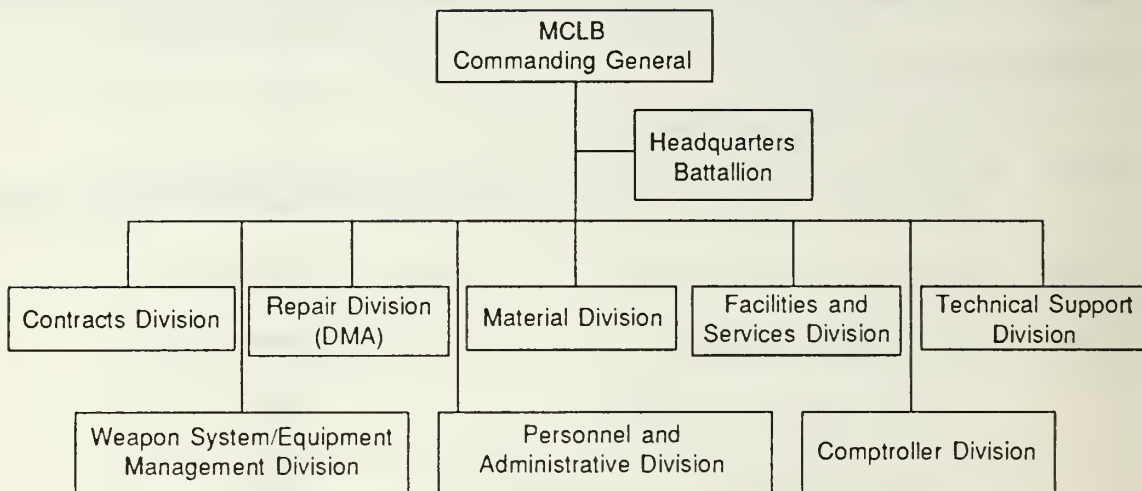 MCLB
Commanding General
Headquarters
Battallion
Contracts Division
Repair Division
(DMA)
Material Division
Facilities and
Services Division
Technical Support
Division
Weapon System/Equipment
Management Division
Personnel and
Administrative Division
Comptroller Division